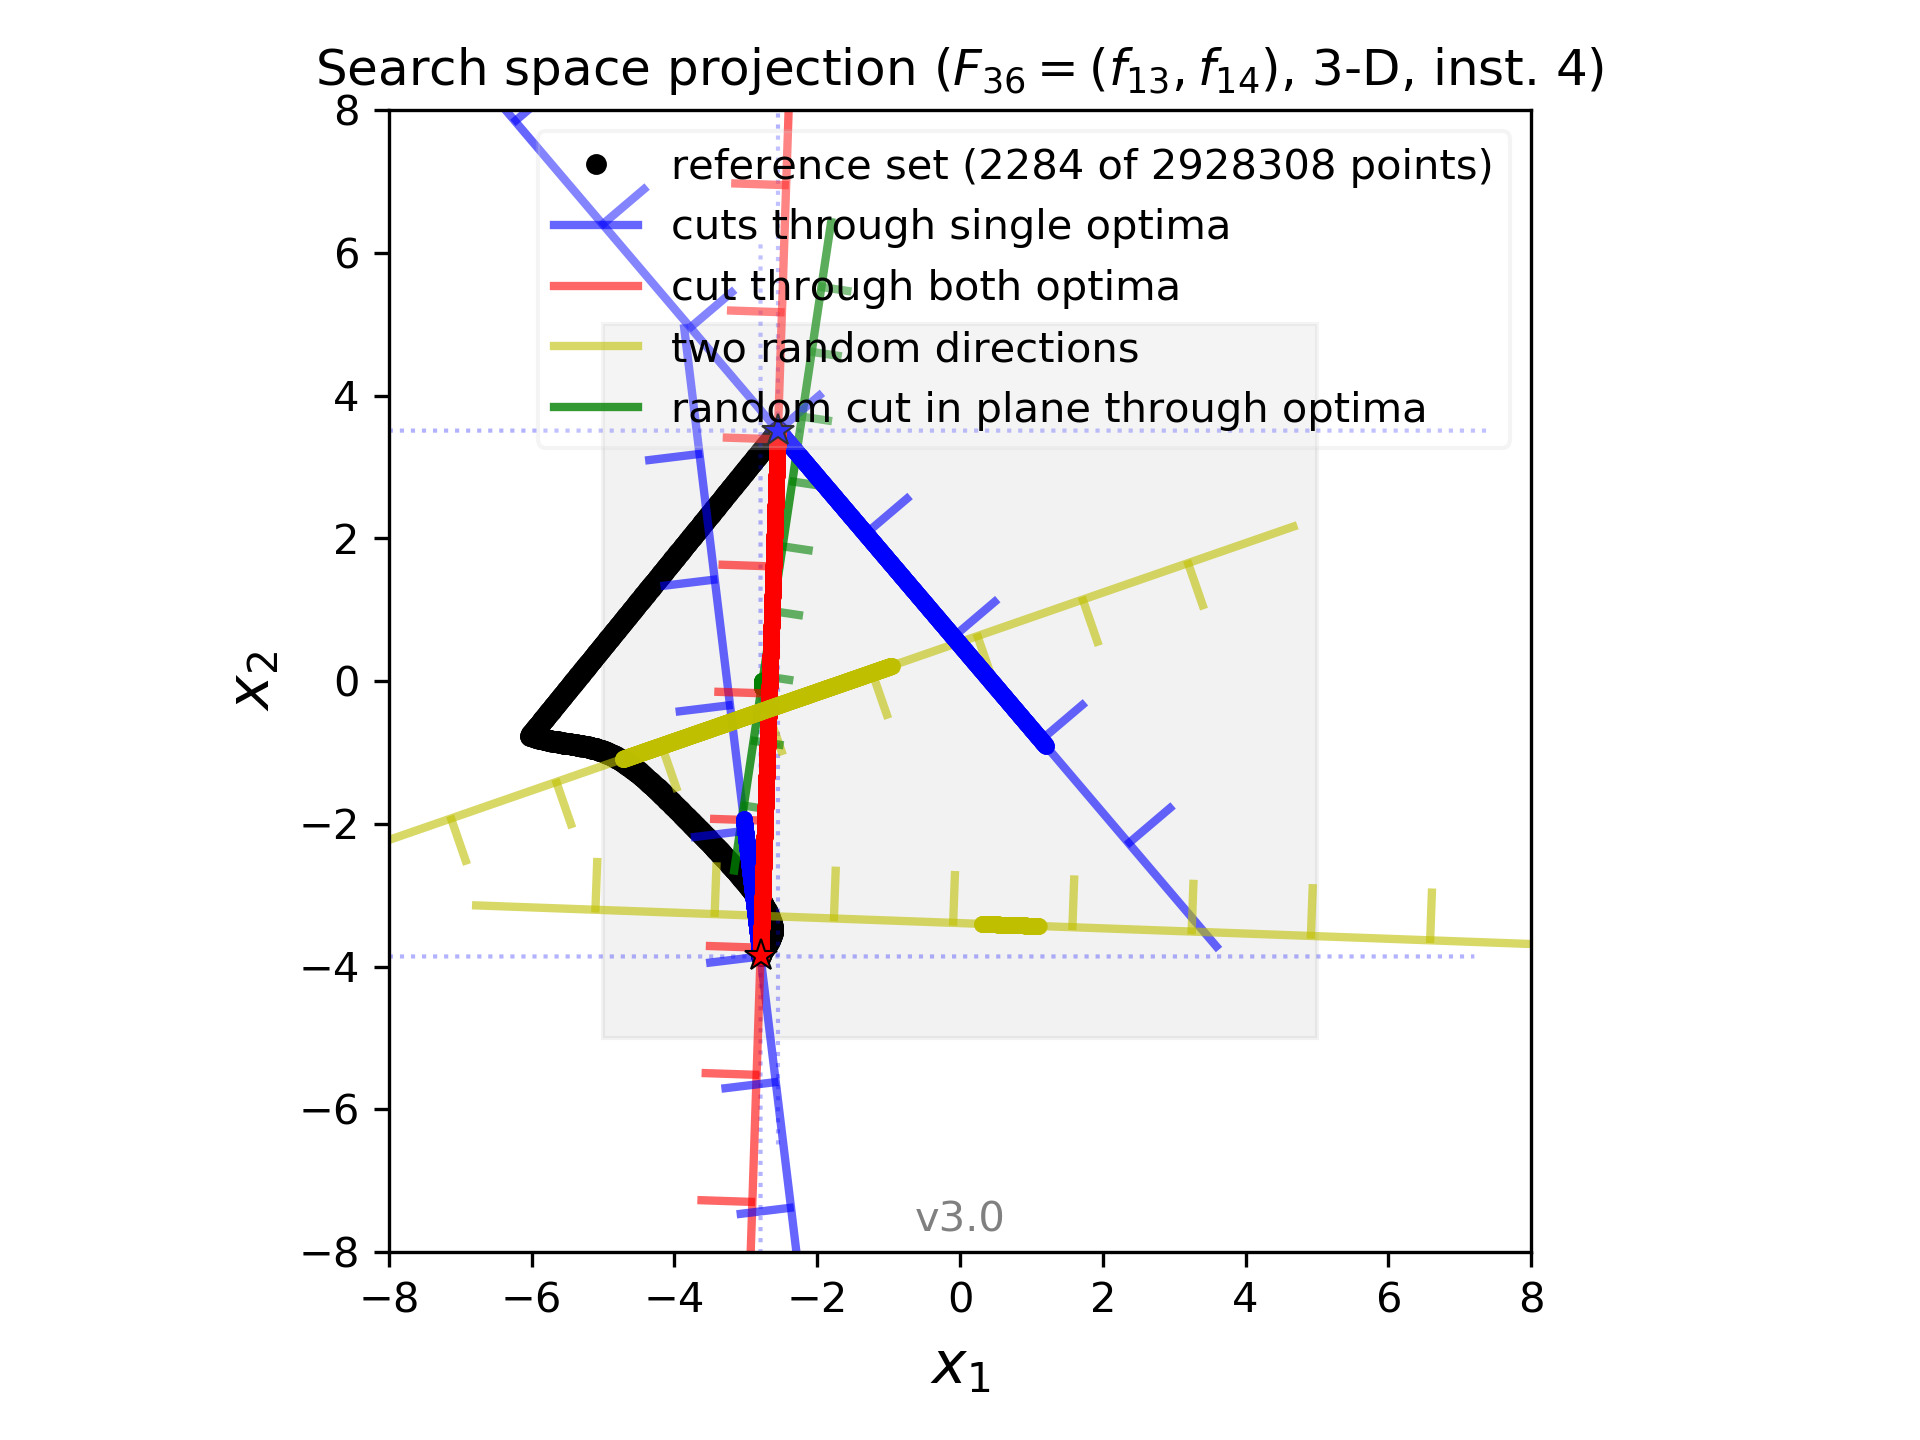 Search space projection (F36 = (f13, f14), 3-D, inst. 4)
reference set (2284 of 2928308 points)
cuts through single optima
cut through both optima
two random directions
random cut in plane through optima
8
6
4
2
0
−2
−4
−6
−8
x2
v3.0
−8 −6 −4 −2 0 2 4 6 8
x1